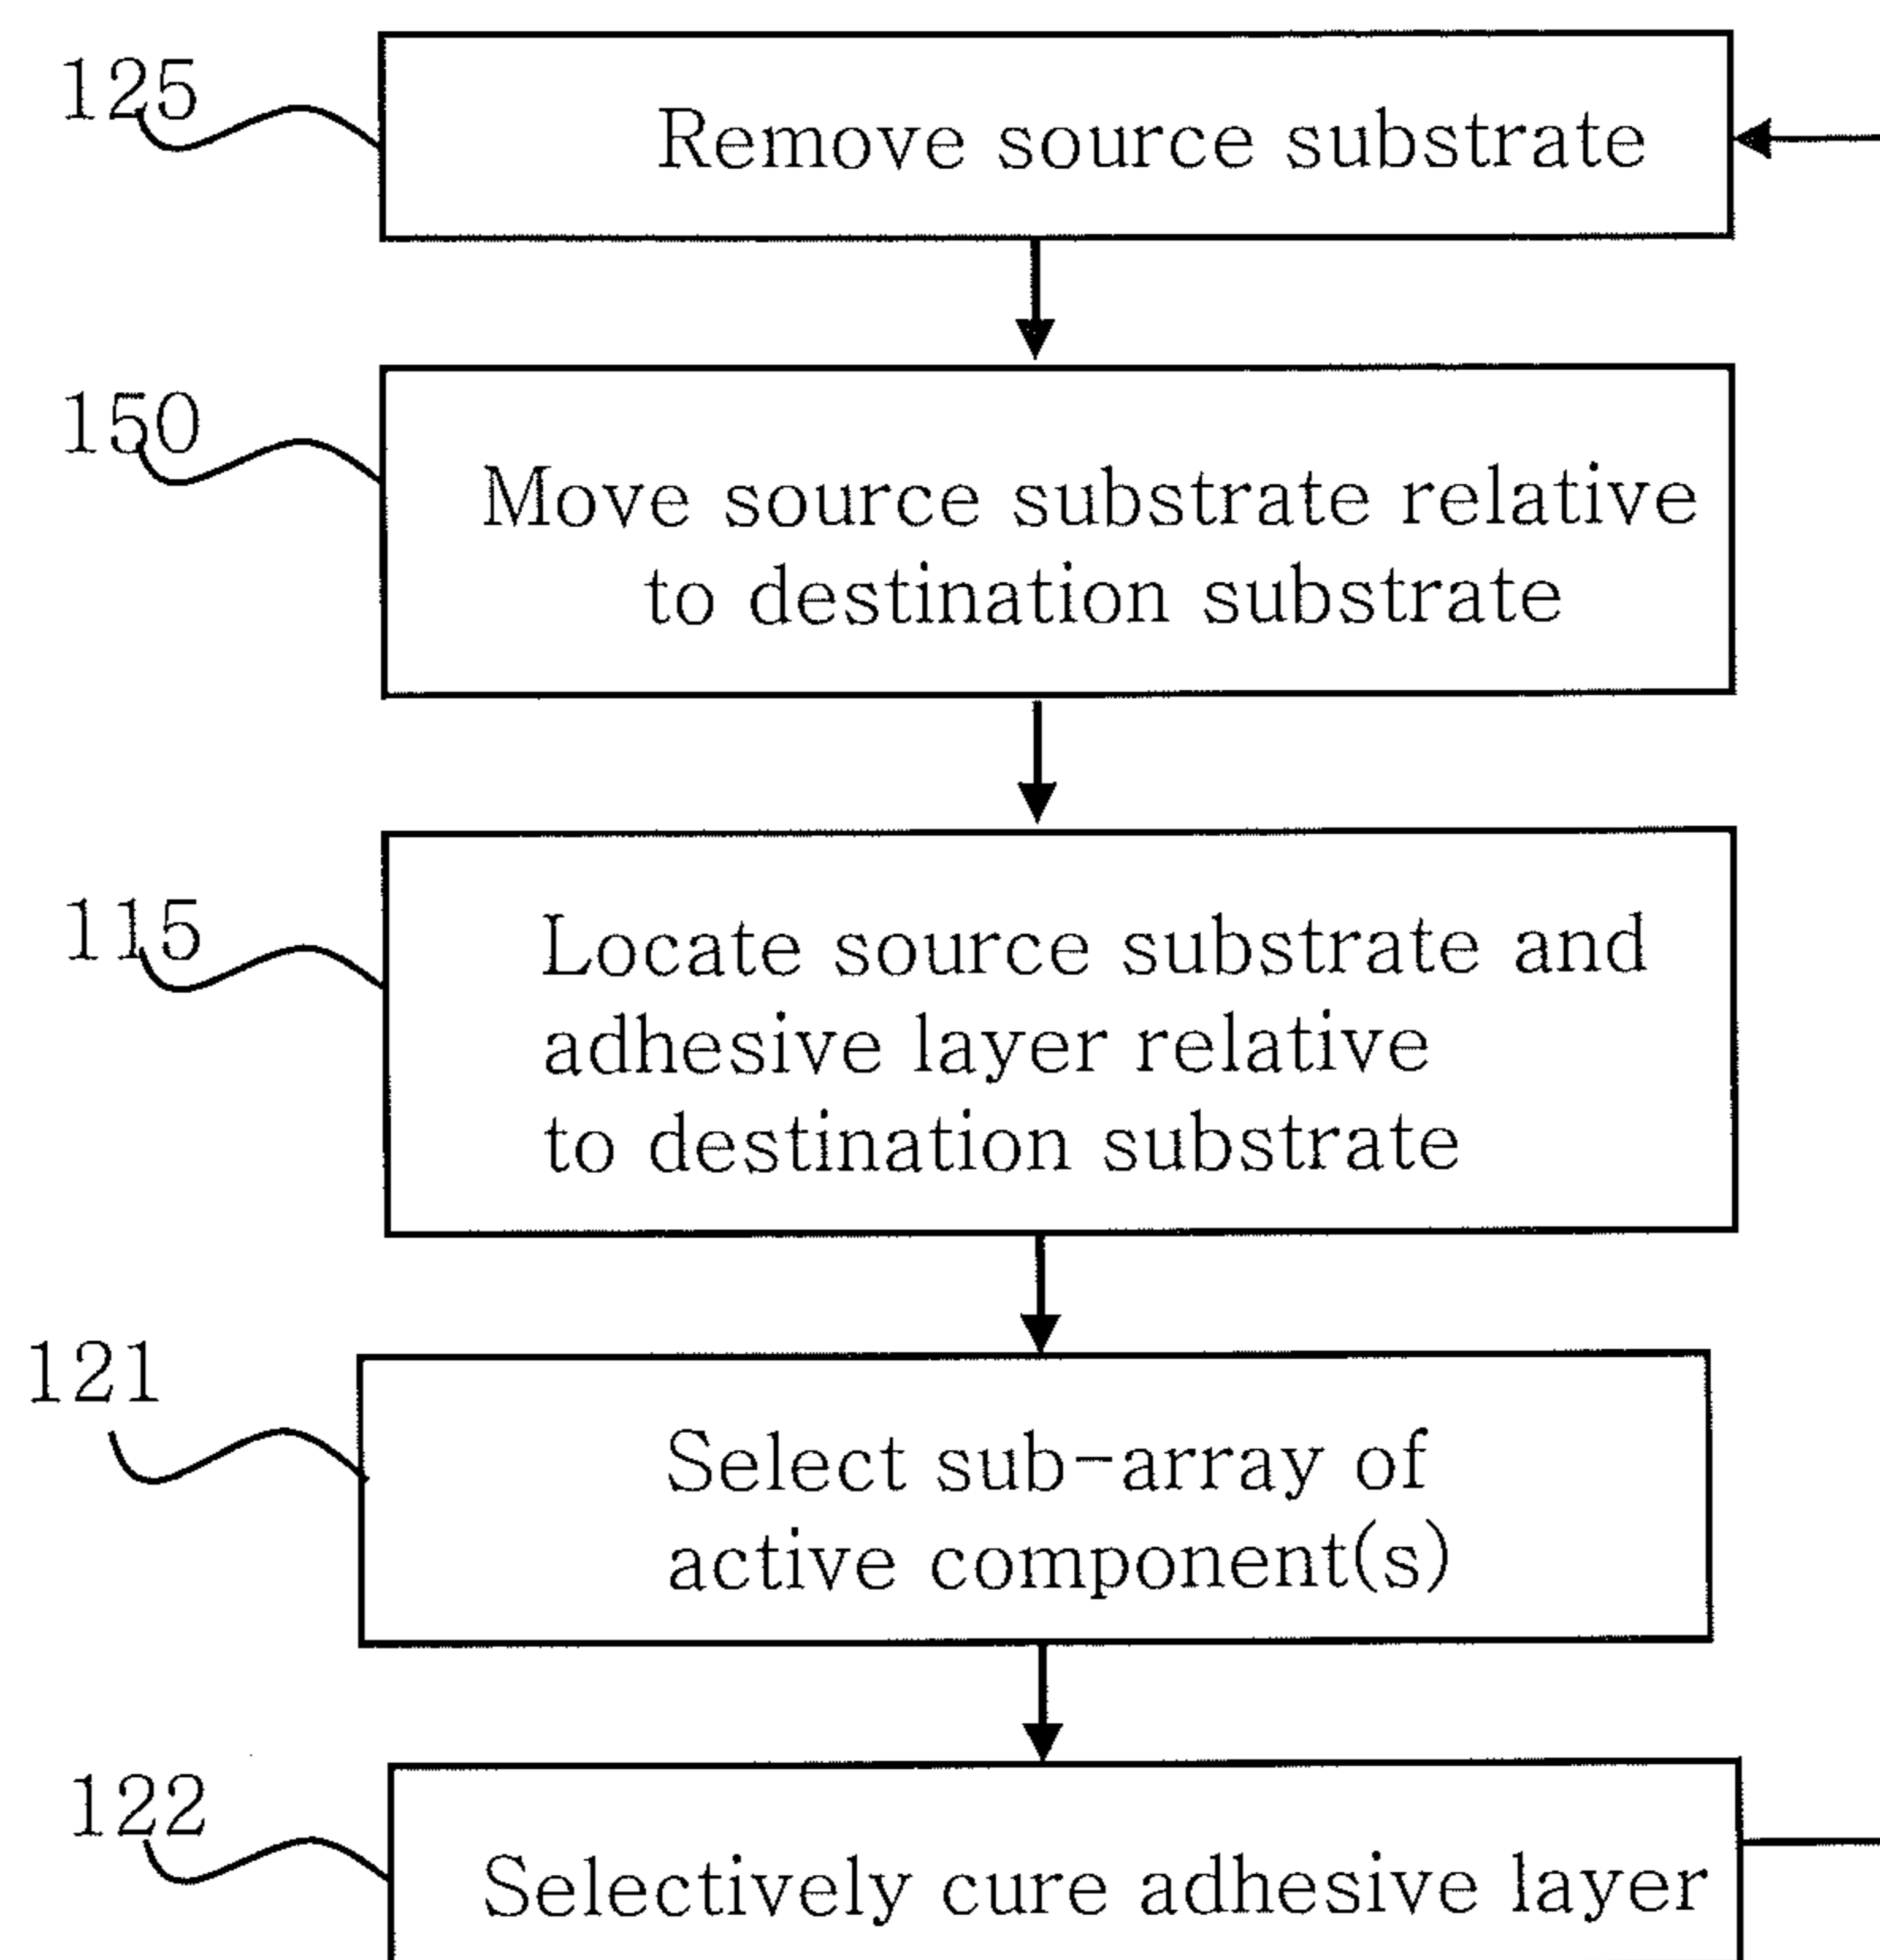 125
Remove source substrate
150
Move source substrate relative
to destination substrate
115
Locate source substrate and
adhesive layer relative
to destination substrate
121
Select sub-array of
active component(s)
122
Selectively cure adhesive layer